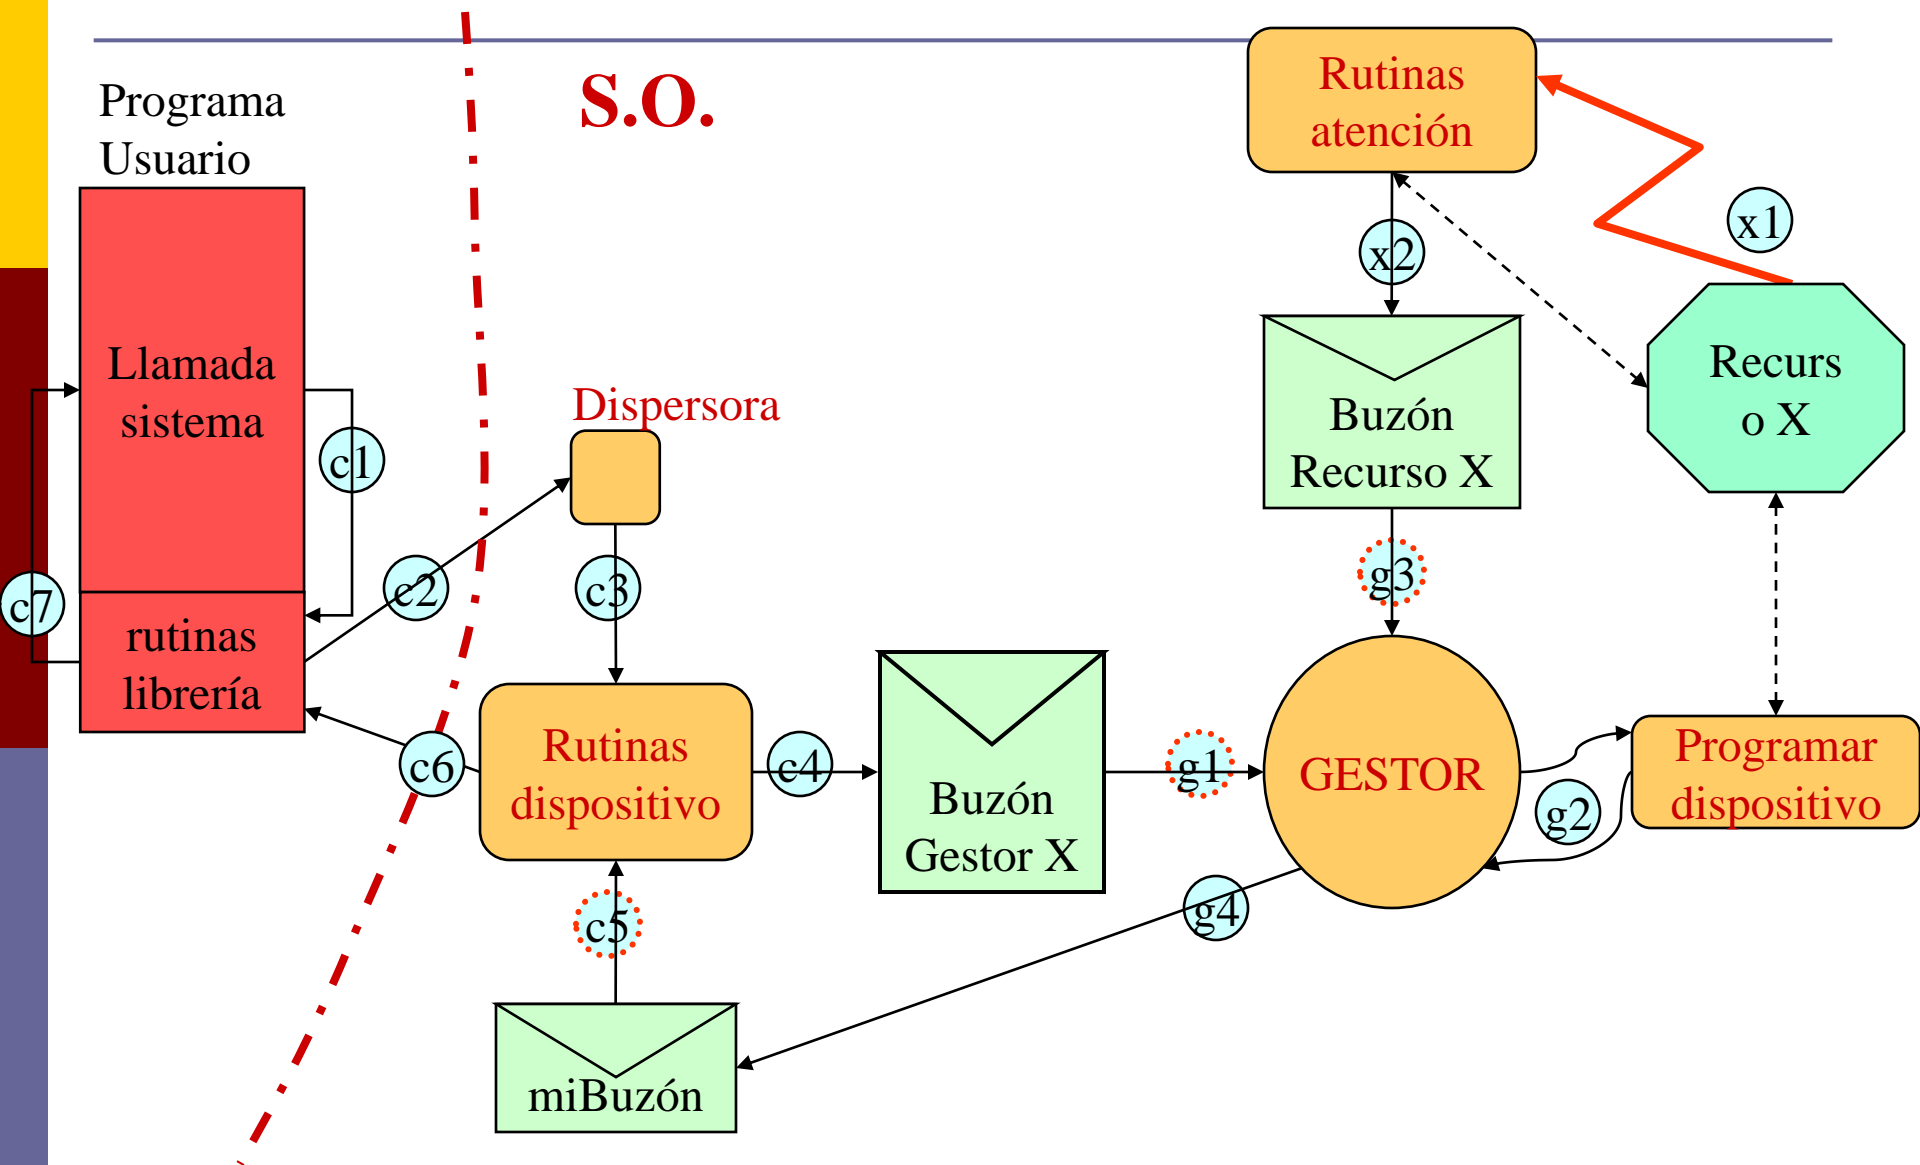 S.O.
Programa
Usuario
Llamada
sistema
rutinas
librería
c1
c2
c7
Dispersora
c3
Rutinas
dispositivo
c6
c4
c5
miBuzón
Buzón
Gestor X
g1
GESTOR
g4
g2
Programar
dispositivo
g3
Buzón
Recurso X
x2
Rutinas
atención
x1
Recurs
o X